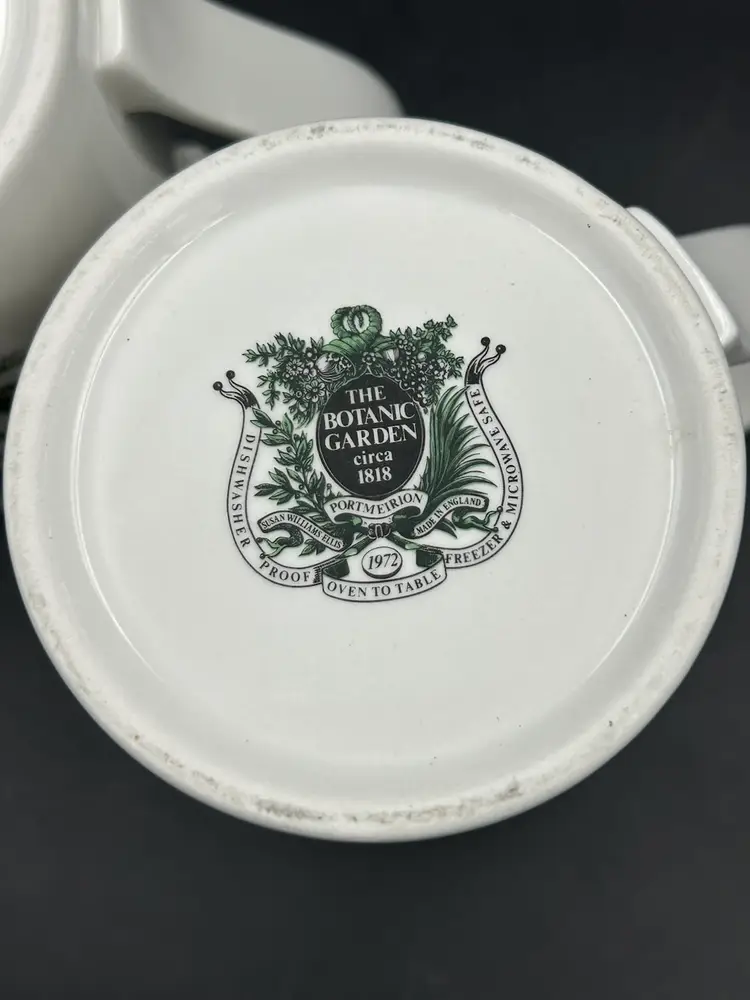 THE
BOTANIC
GARDEN
circa
1818
PORTMEIRION
SUSAN WILLIAMS ELLIS
MADE IN ENGLAND
1972
DISHWASHER PROOF
OVEN TO TABLE
FREEZER & MICROWAVE SAFE